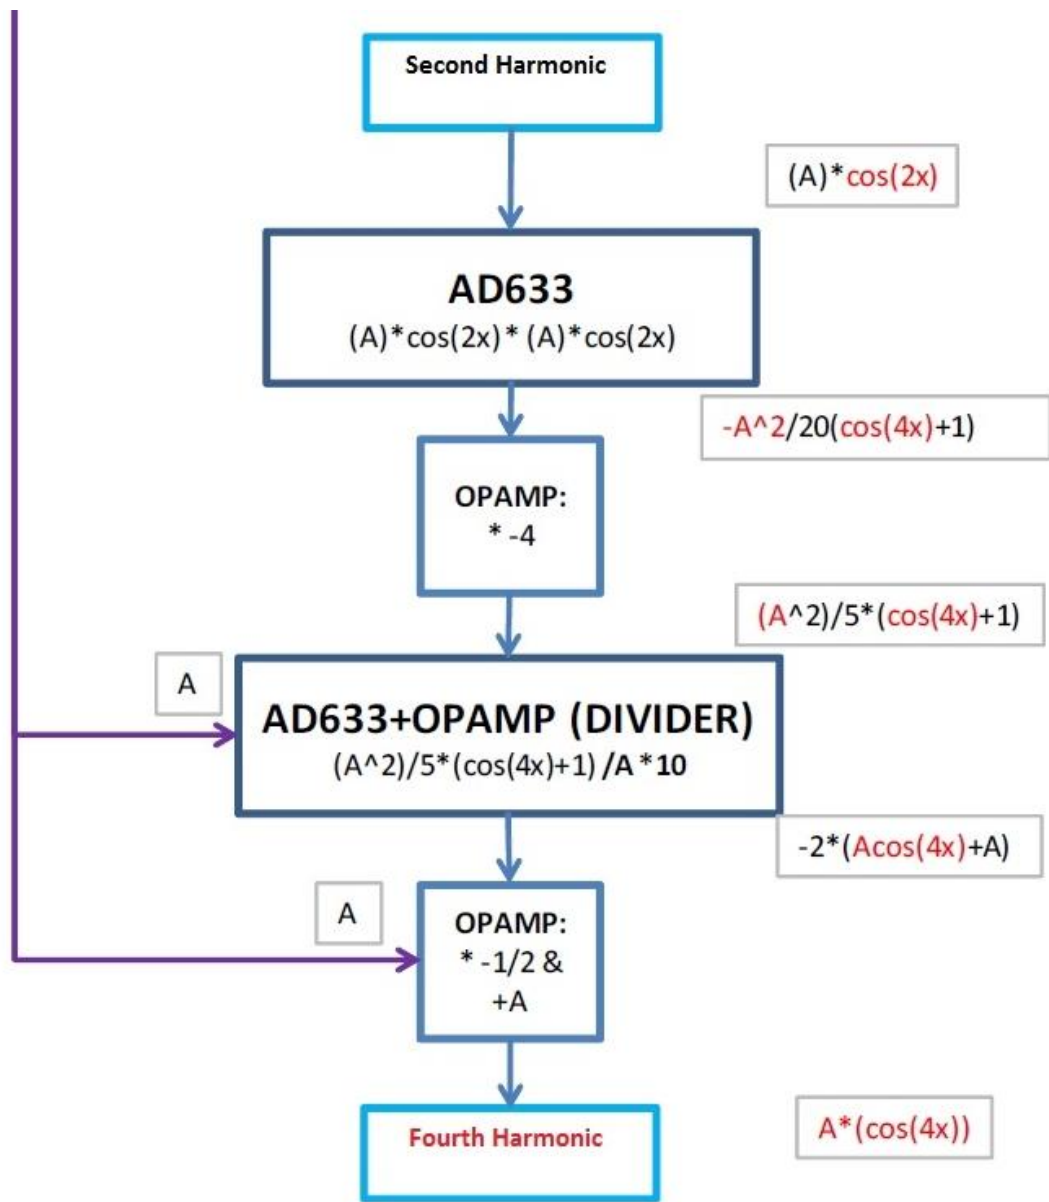 Second Harmonic
(A)*cos(2x)
AD633
(A)*cos(2x)* (A)*cos(2x)
-A^2/20(cos(4x)+1)
OPAMP:
* -4
(A^2)/5*(cos(4x)+1)
A
AD633+OPAMP (DIVIDER)
(A^2)/5*(cos(4x)+1) /A *10
-2*(Acos(4x)+A)
A
OPAMP:
* -1/2 &
+A
Fourth Harmonic
A*(cos(4x))